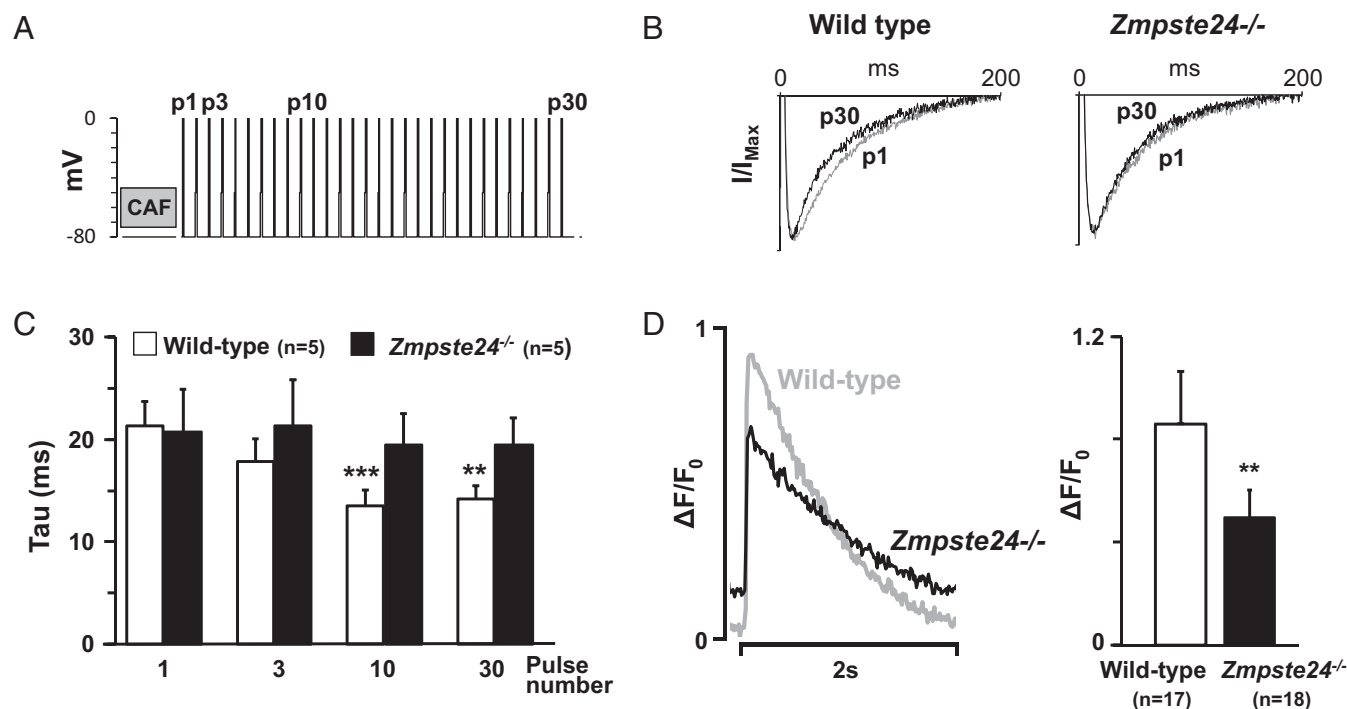 A
p1 p3 p10 p30
0
mV
CAF
-80
B
Wild type
Zmpste24-/-
0 ms 200
p30
p1
I/IMax
0 ms 200
p30
p1
C
30
20
10
0
Tau (ms)
Wild-type (n=5)
Zmpste24-/- (n=5)
***
**
1 3 10 30
Pulse
number
D
1
0
ΔF/F0
Wild-type
Zmpste24-/-
2s
1.2
0
ΔF/F0
**
Wild-type
(n=17)
Zmpste24-/-
(n=18)